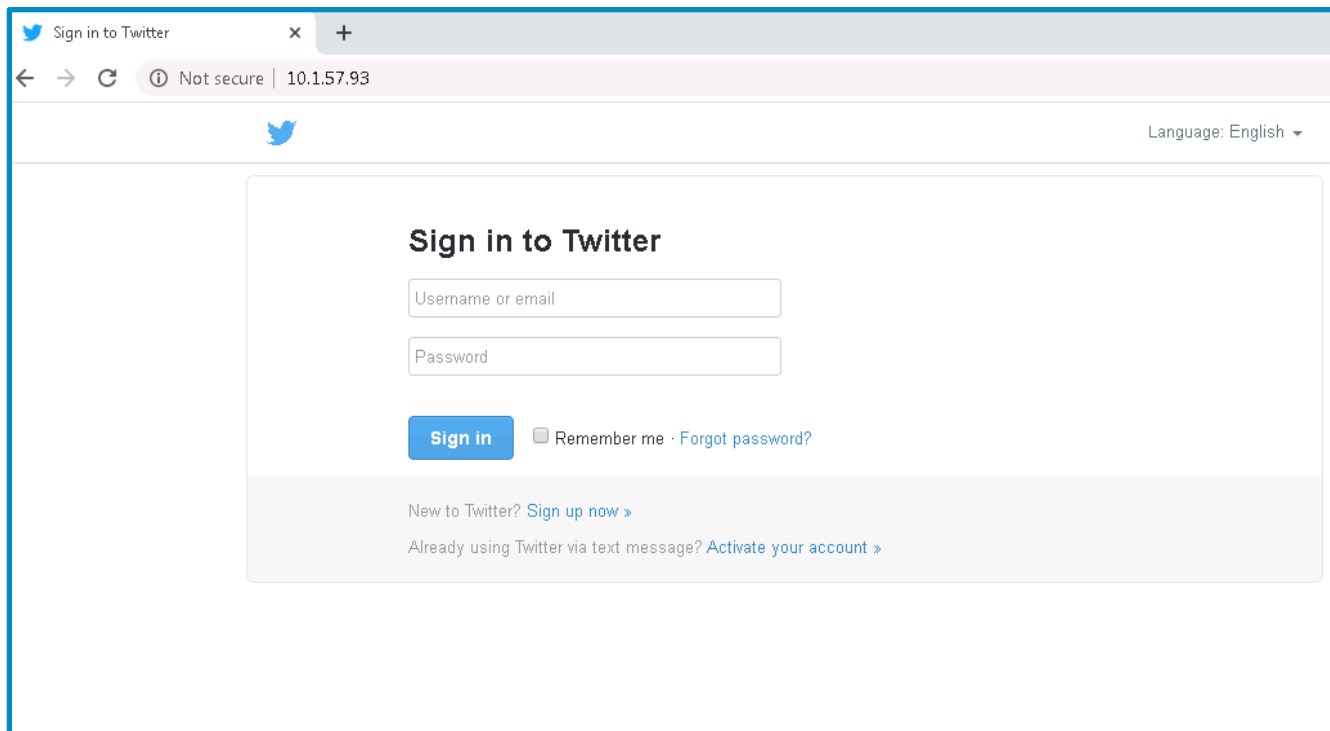 Sign in to Twitter
Not secure | 10.1.57.93
Language: English
Sign in to Twitter
Username or email
Password
Sign in Remember me · Forgot password?
New to Twitter? Sign up now »
Already using Twitter via text message? Activate your account »